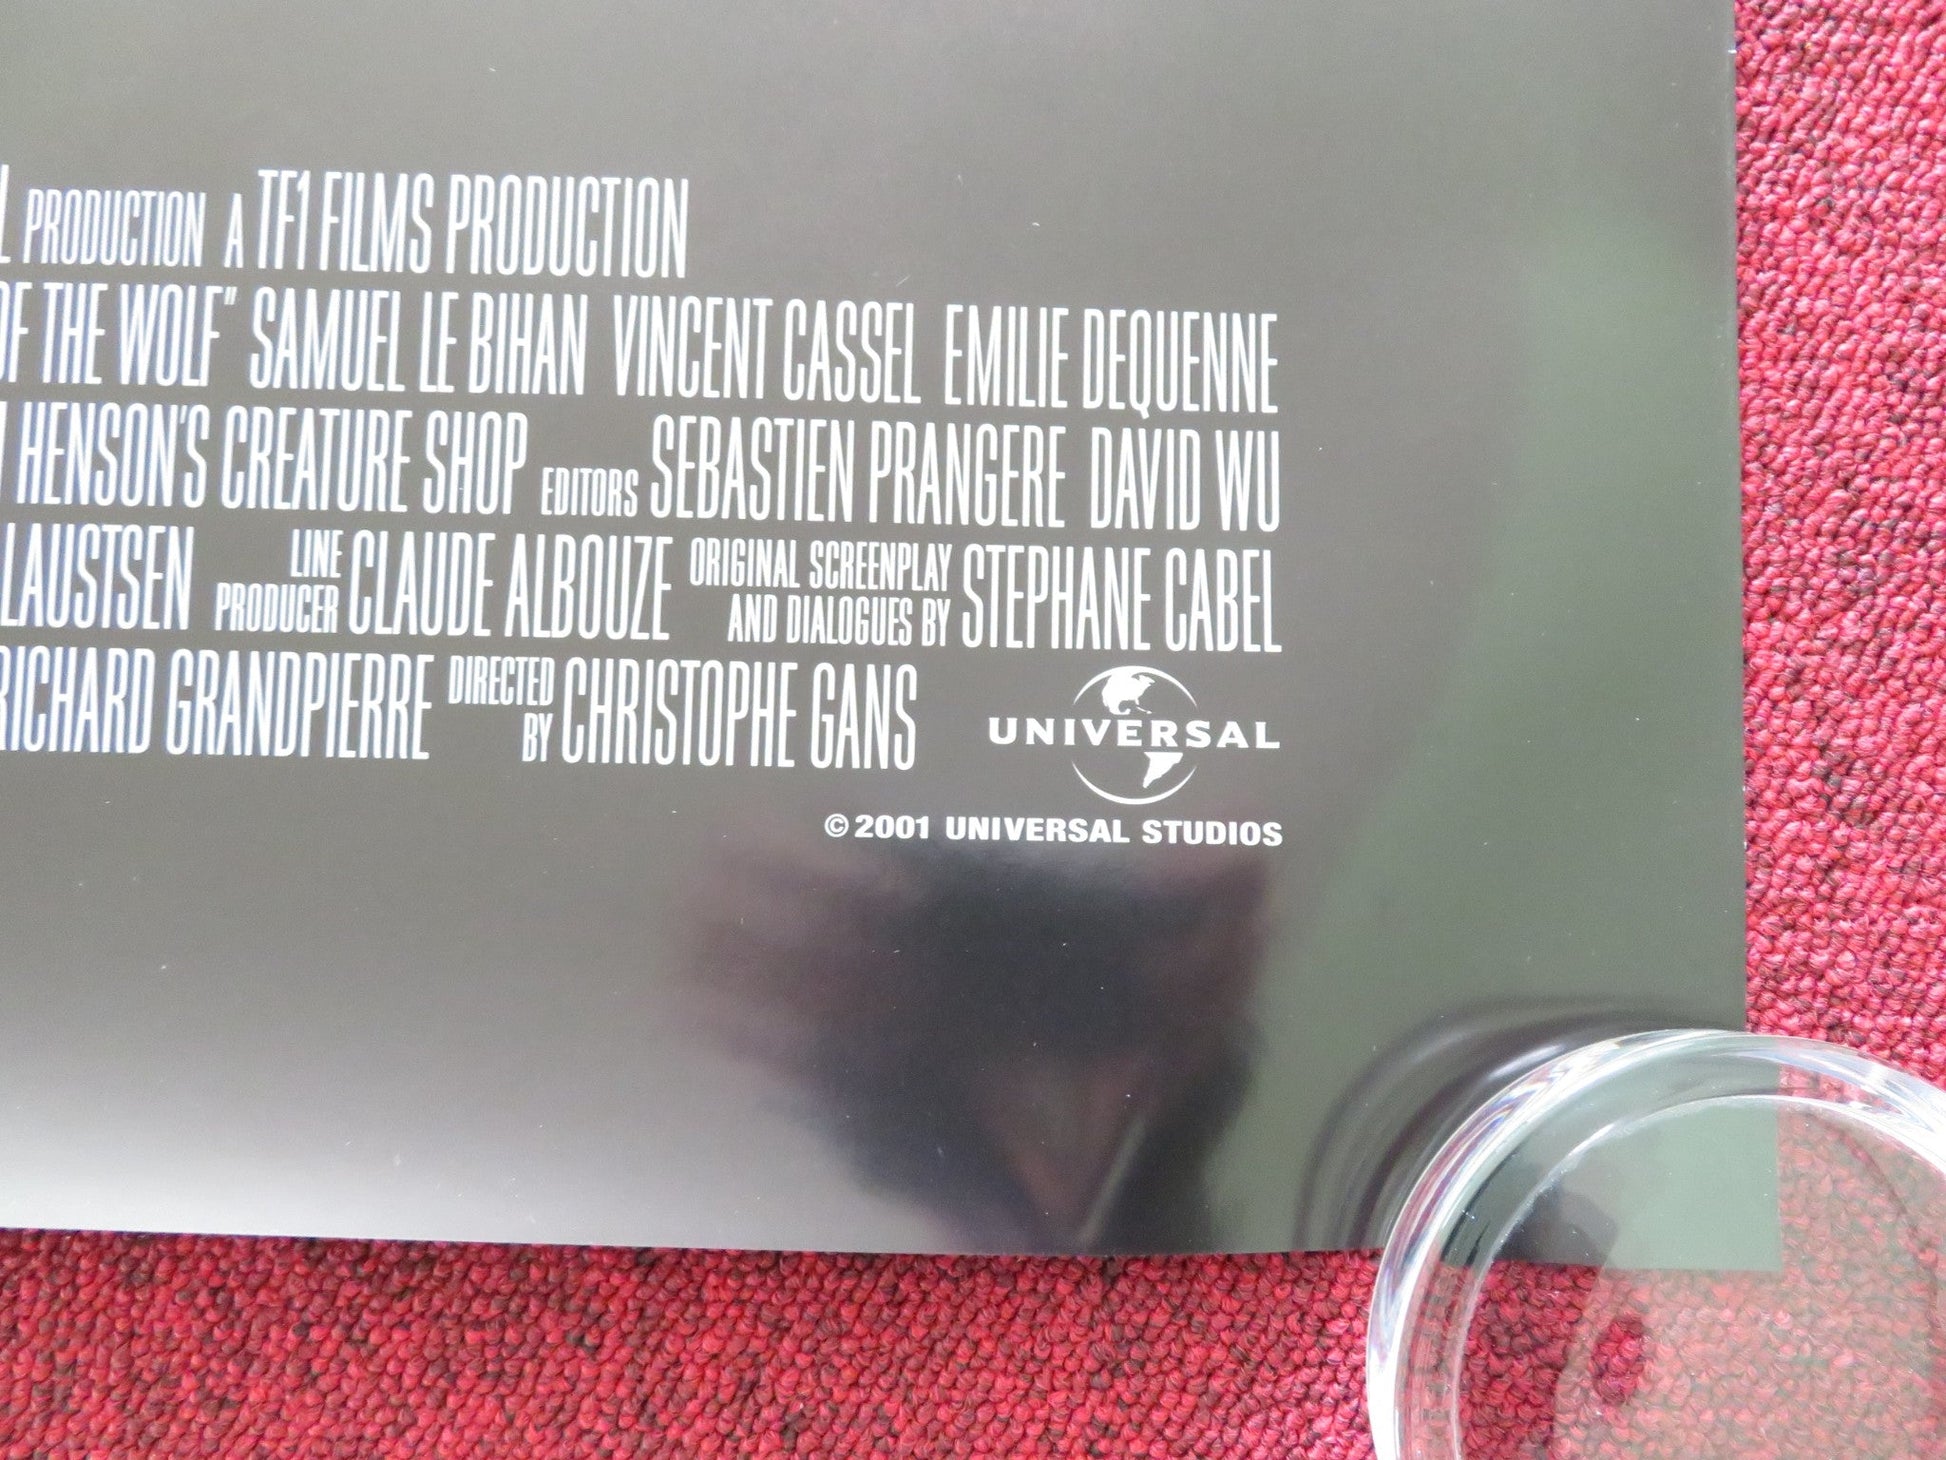 PRODUCTION A TF1 FILMS PRODUCTION
OF THE WOLF" SAMUEL LE BIHAN VINCENT CASSEL EMILIE DEQUENNE
HENSON'S CREATURE SHOP EDITORS SEBASTIEN PRANGERE DAVID WU
LAUSTSEN LINE PRODUCER CLAUDE ALBOUZE ORIGINAL SCREENPLAY AND DIALOGUES BY STEPHANE CABEL
RICHARD GRANDPIERRE DIRECTED BY CHRISTOPHE GANS UNIVERSAL
© 2001 UNIVERSAL STUDIOS